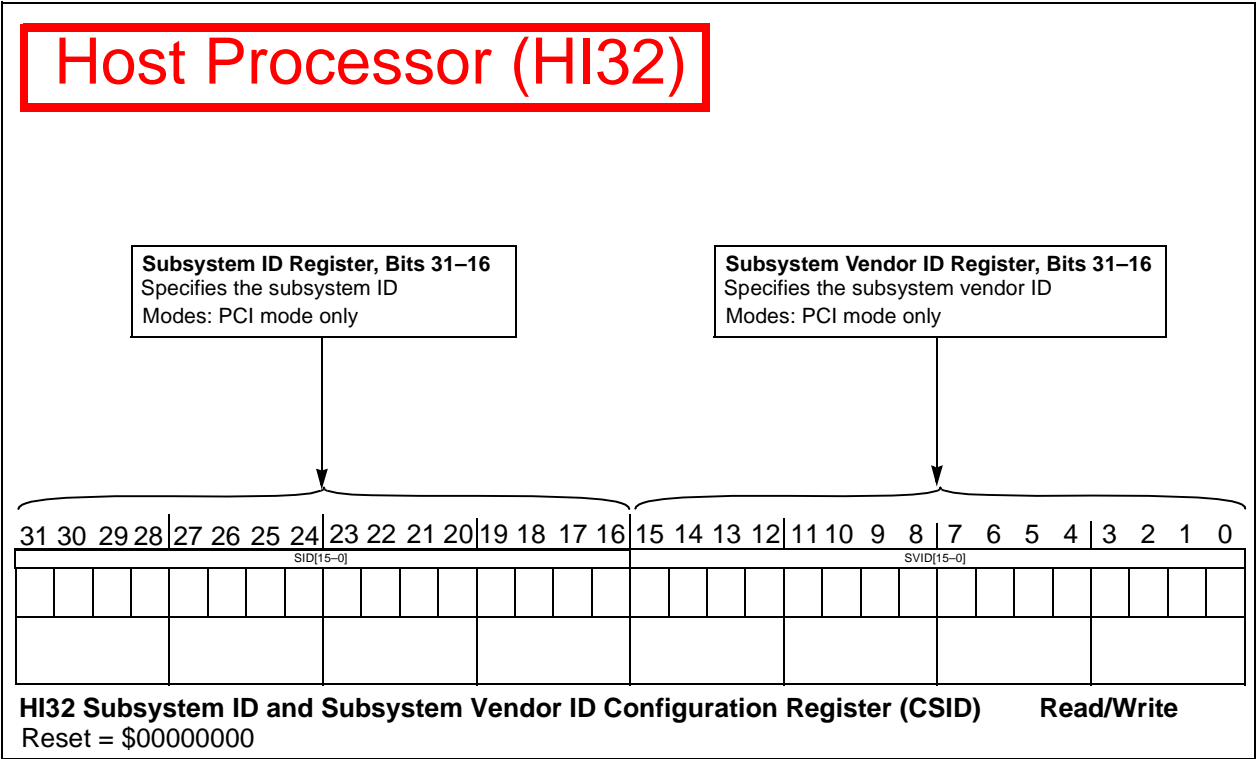 Host Processor (HI32)
Subsystem ID Register, Bits 31–16
Specifies the subsystem ID
Modes: PCI mode only
Subsystem Vendor ID Register, Bits 31–16
Specifies the subsystem vendor ID
Modes: PCI mode only
31 30 29 28 27 26 25 24 23 22 21 20 19 18 17 16 15 14 13 12 11 10 9 8 7 6 5 4 3 2 1 0
SID[15–0] SVID[15–0]
HI32 Subsystem ID and Subsystem Vendor ID Configuration Register (CSID) Read/Write
Reset = $00000000